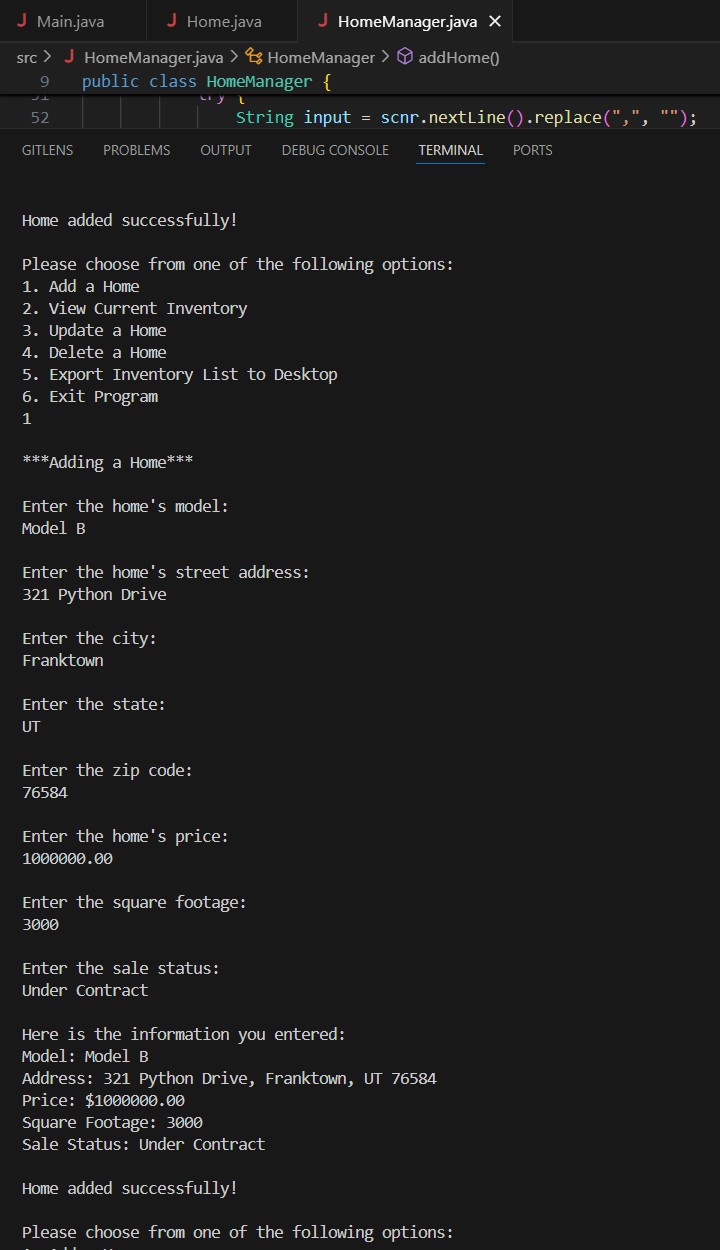 Main.java Home.java HomeManager.java
src > HomeManager.java > HomeManager > addHome()
9 public class HomeManager {
51 try {
52 String input = scnr.nextLine().replace(",", "");
GITLENS PROBLEMS OUTPUT DEBUG CONSOLE TERMINAL PORTS
Home added successfully!
Please choose from one of the following options:
1. Add a Home
2. View Current Inventory
3. Update a Home
4. Delete a Home
5. Export Inventory List to Desktop
6. Exit Program
1
***Adding a Home***
Enter the home's model:
Model B
Enter the home's street address:
321 Python Drive
Enter the city:
Franktown
Enter the state:
UT
Enter the zip code:
76584
Enter the home's price:
1000000.00
Enter the square footage:
3000
Enter the sale status:
Under Contract
Here is the information you entered:
Model: Model B
Address: 321 Python Drive, Franktown, UT 76584
Price: $1000000.00
Square Footage: 3000
Sale Status: Under Contract
Home added successfully!
Please choose from one of the following options: